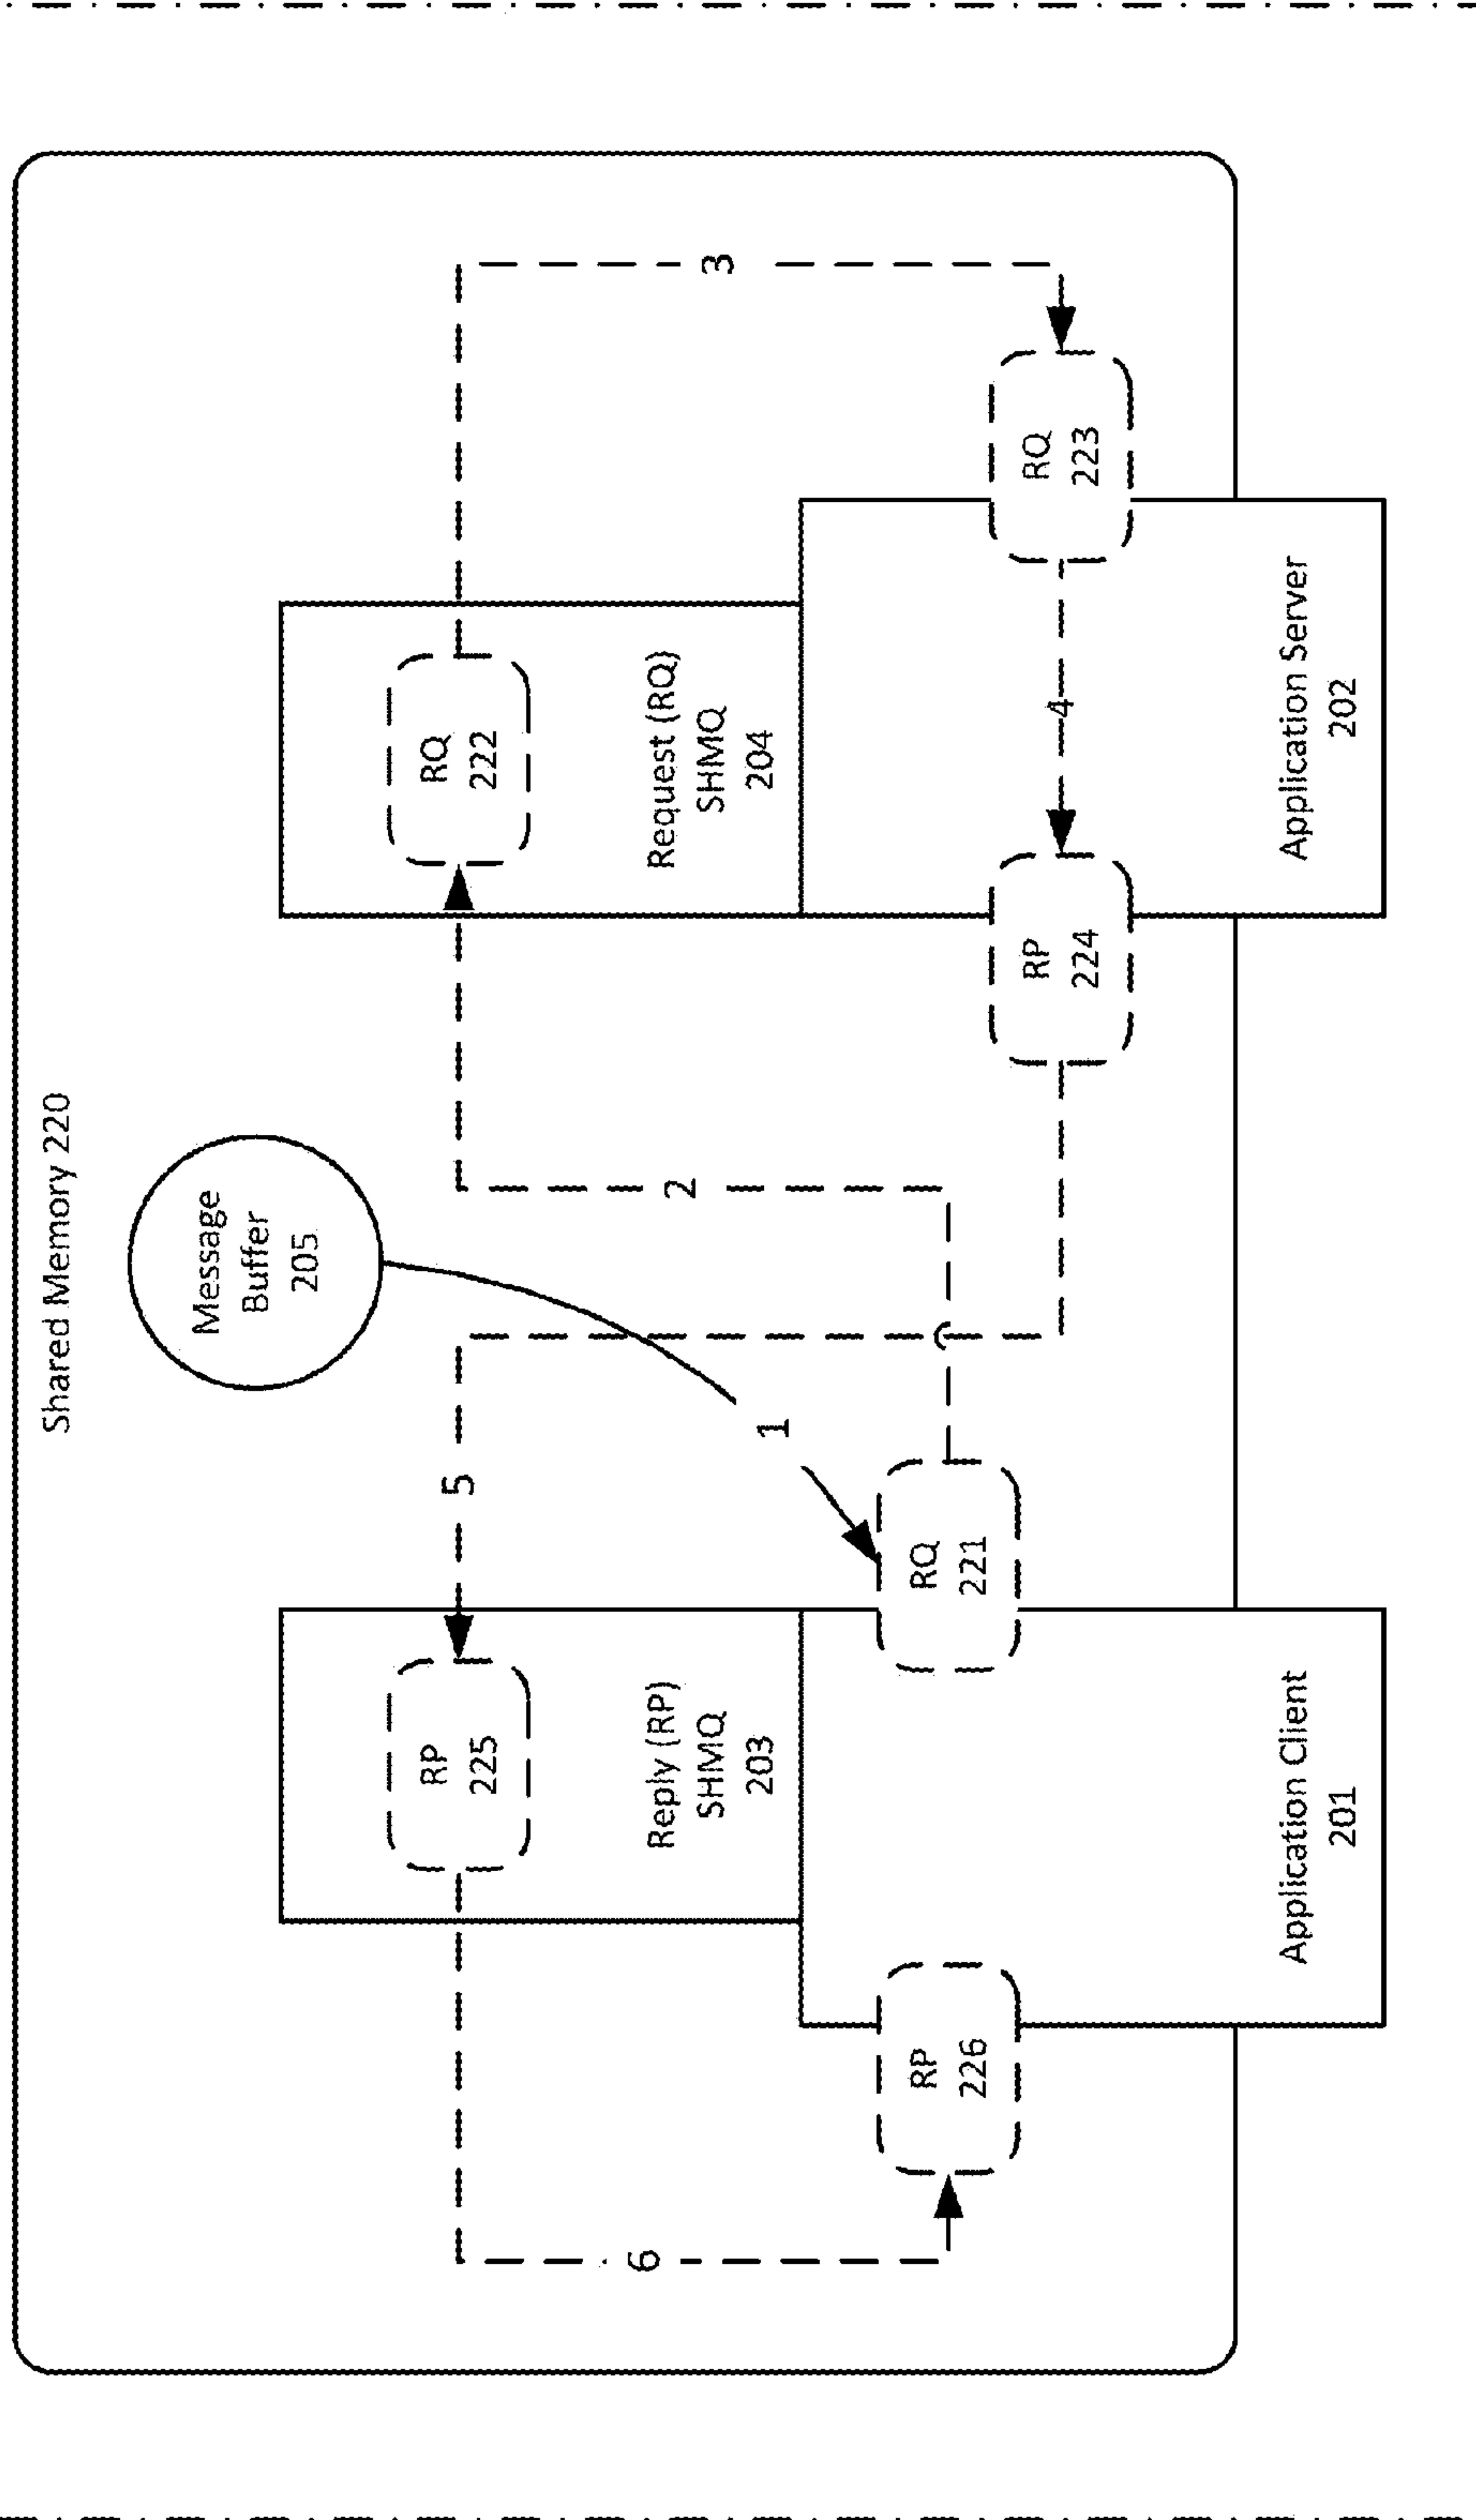 Shared Memory 220
Message
Buffer
205
5
2
3
1
6
4
RP
225
Reply (RP)
SHMQ
203
RQ
222
Request (RQ)
SHMQ
204
RP
226
RQ
221
RP
224
RQ
223
Application Client
201
Application Server
202